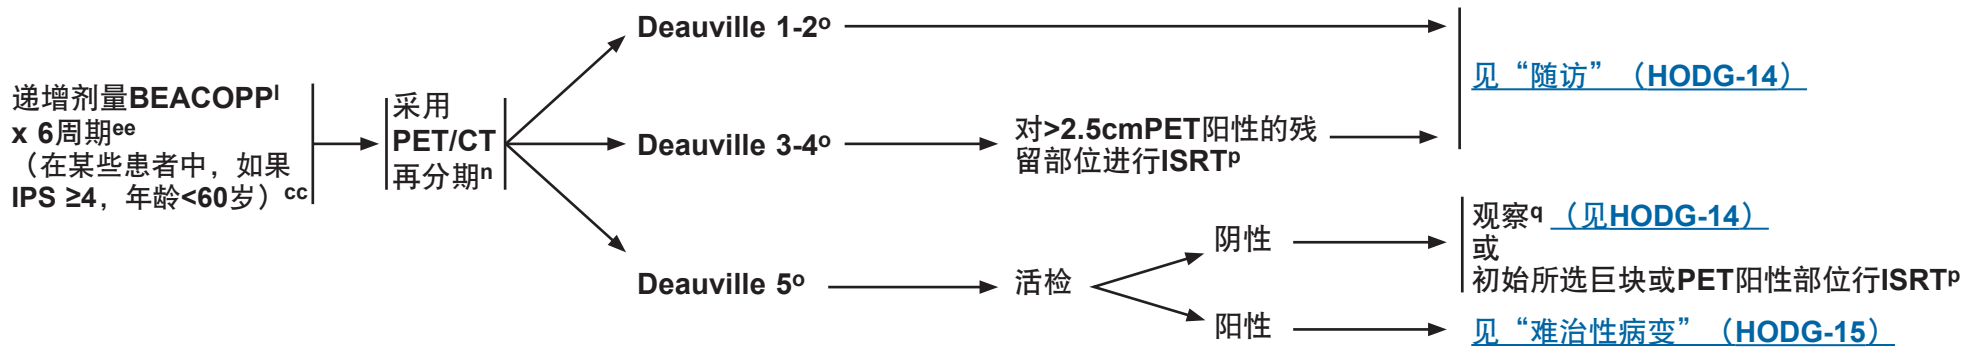 递增剂量BEACOPPˡ
x 6周期ᵉᵉ
（在某些患者中，如果
IPS ≥4，年龄<60岁）ᶜᶜ
采用
PET/CT
再分期ⁿ
Deauville 1-2ᵒ
见“随访”（HODG-14）
Deauville 3-4ᵒ
对>2.5cmPET阳性的残
留部位进行ISRTᵖ
Deauville 5ᵒ
活检
阴性
观察q （见HODG-14）
或
初始所选巨块或PET阳性部位行ISRTᵖ
阳性
见“难治性病变”（HODG-15）